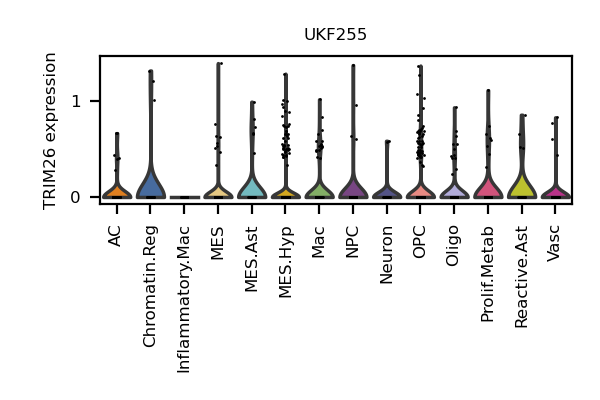 UKF255
TRIM26 expression
1
0
AC
Chromatin.Reg
Inflammatory.Mac
MES
MES.Ast
MES.Hyp
Mac
NPC
Neuron
OPC
Oligo
Prolif.Metab
Reactive.Ast
Vasc